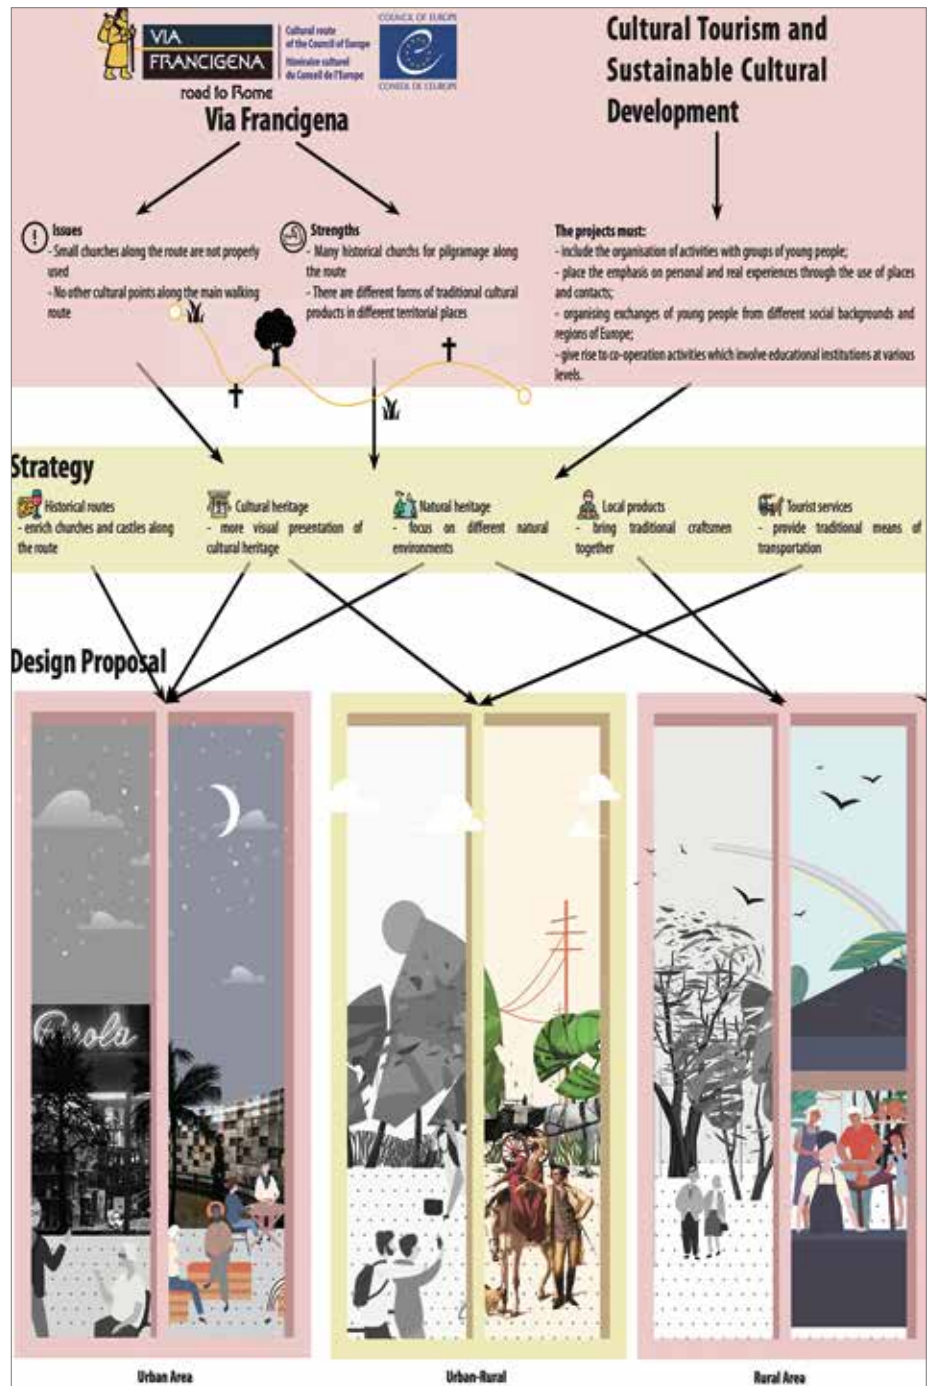 VIA
FRANCIGENA
road to Rome
Cultural route
of the Council of Europe
Itinéraire culturel
du Conseil de l'Europe
COUNCIL OF EUROPE
CONSEIL DE L'EUROPE
Via Francigena
Cultural Tourism and
Sustainable Cultural
Development
Issues
- Small churches along the route are not properly
used
- No other cultural points along the main walking
route
Strengths
- Many historical churchs for pilgramage along
the route
- There are different forms of traditional cultural
products in different territorial places
The projects must:
- include the organisation of activities with groups of young people;
- place the emphasis on personal and real experiences through the use of places
and contacts;
- organising exchanges of young people from different social backgrounds and
regions of Europe;
- give rise to co-operation activities which involve educational institutions at various
levels.
Strategy
Historical routes
- enrich churches and castles along
the route
Cultural heritage
- more visual presentation of
cultural heritage
Natural heritage
- focus on different natural
environments
Local products
- bring traditional craftsmen
together
Tourist services
- provide traditional means of
transportation
Design Proposal
Urban Area
Urban-Rural
Rural Area